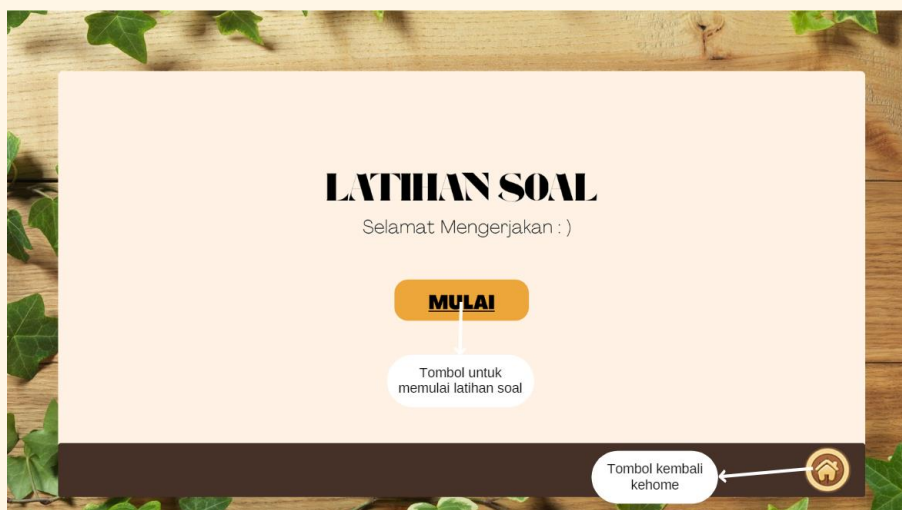 LATIHAN SOAL
Selamat Mengerjakan : )
MULAI
Tombol untuk
memulai latihan soal
Tombol kembali
kehome